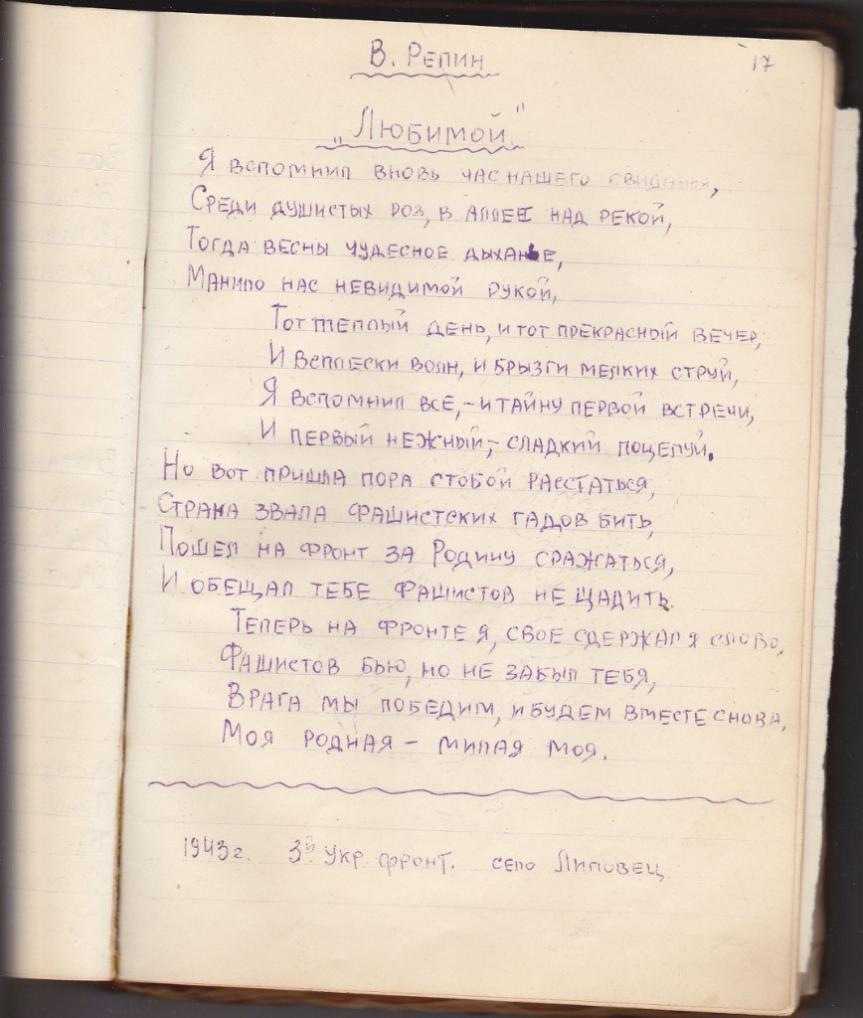 В. Репин
17
„Любимой"
Я вспомнил вновь час нашего свиданья,
Среди душистых роз, в аллее над рекой,
Тогда весны чудесное дыханье,
Манило нас невидимой рукой,
Тот теплый день, и тот прекрасный вечер,
И всплески волн, и брызги мелких струй,
Я вспомнил все, – и тайну первой встречи,
И первый нежный, – сладкий поцелуй.
Но вот пришла пора стобой расстаться,
Страна звала фашистских гадов бить,
Пошел на фронт за Родину сражаться,
И обещал тебе фашистов не щадить.
Теперь на фронте я, свое сдержал я слово,
Фашистов бью, но не забыл тебя,
Врага мы победим, и будем вместе снова,
Моя родная – милая моя.
1943 г. 3й Укр. фронт. село Липовец